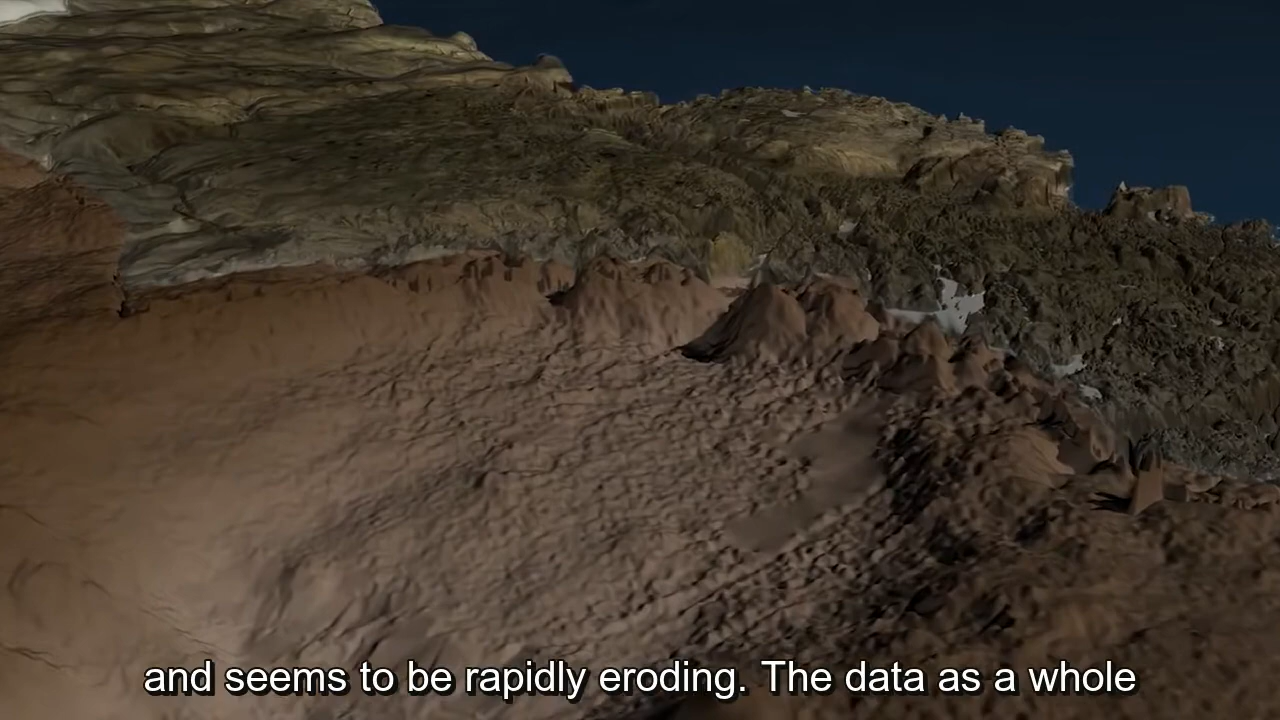 and seems to be rapidly eroding. The data as a whole